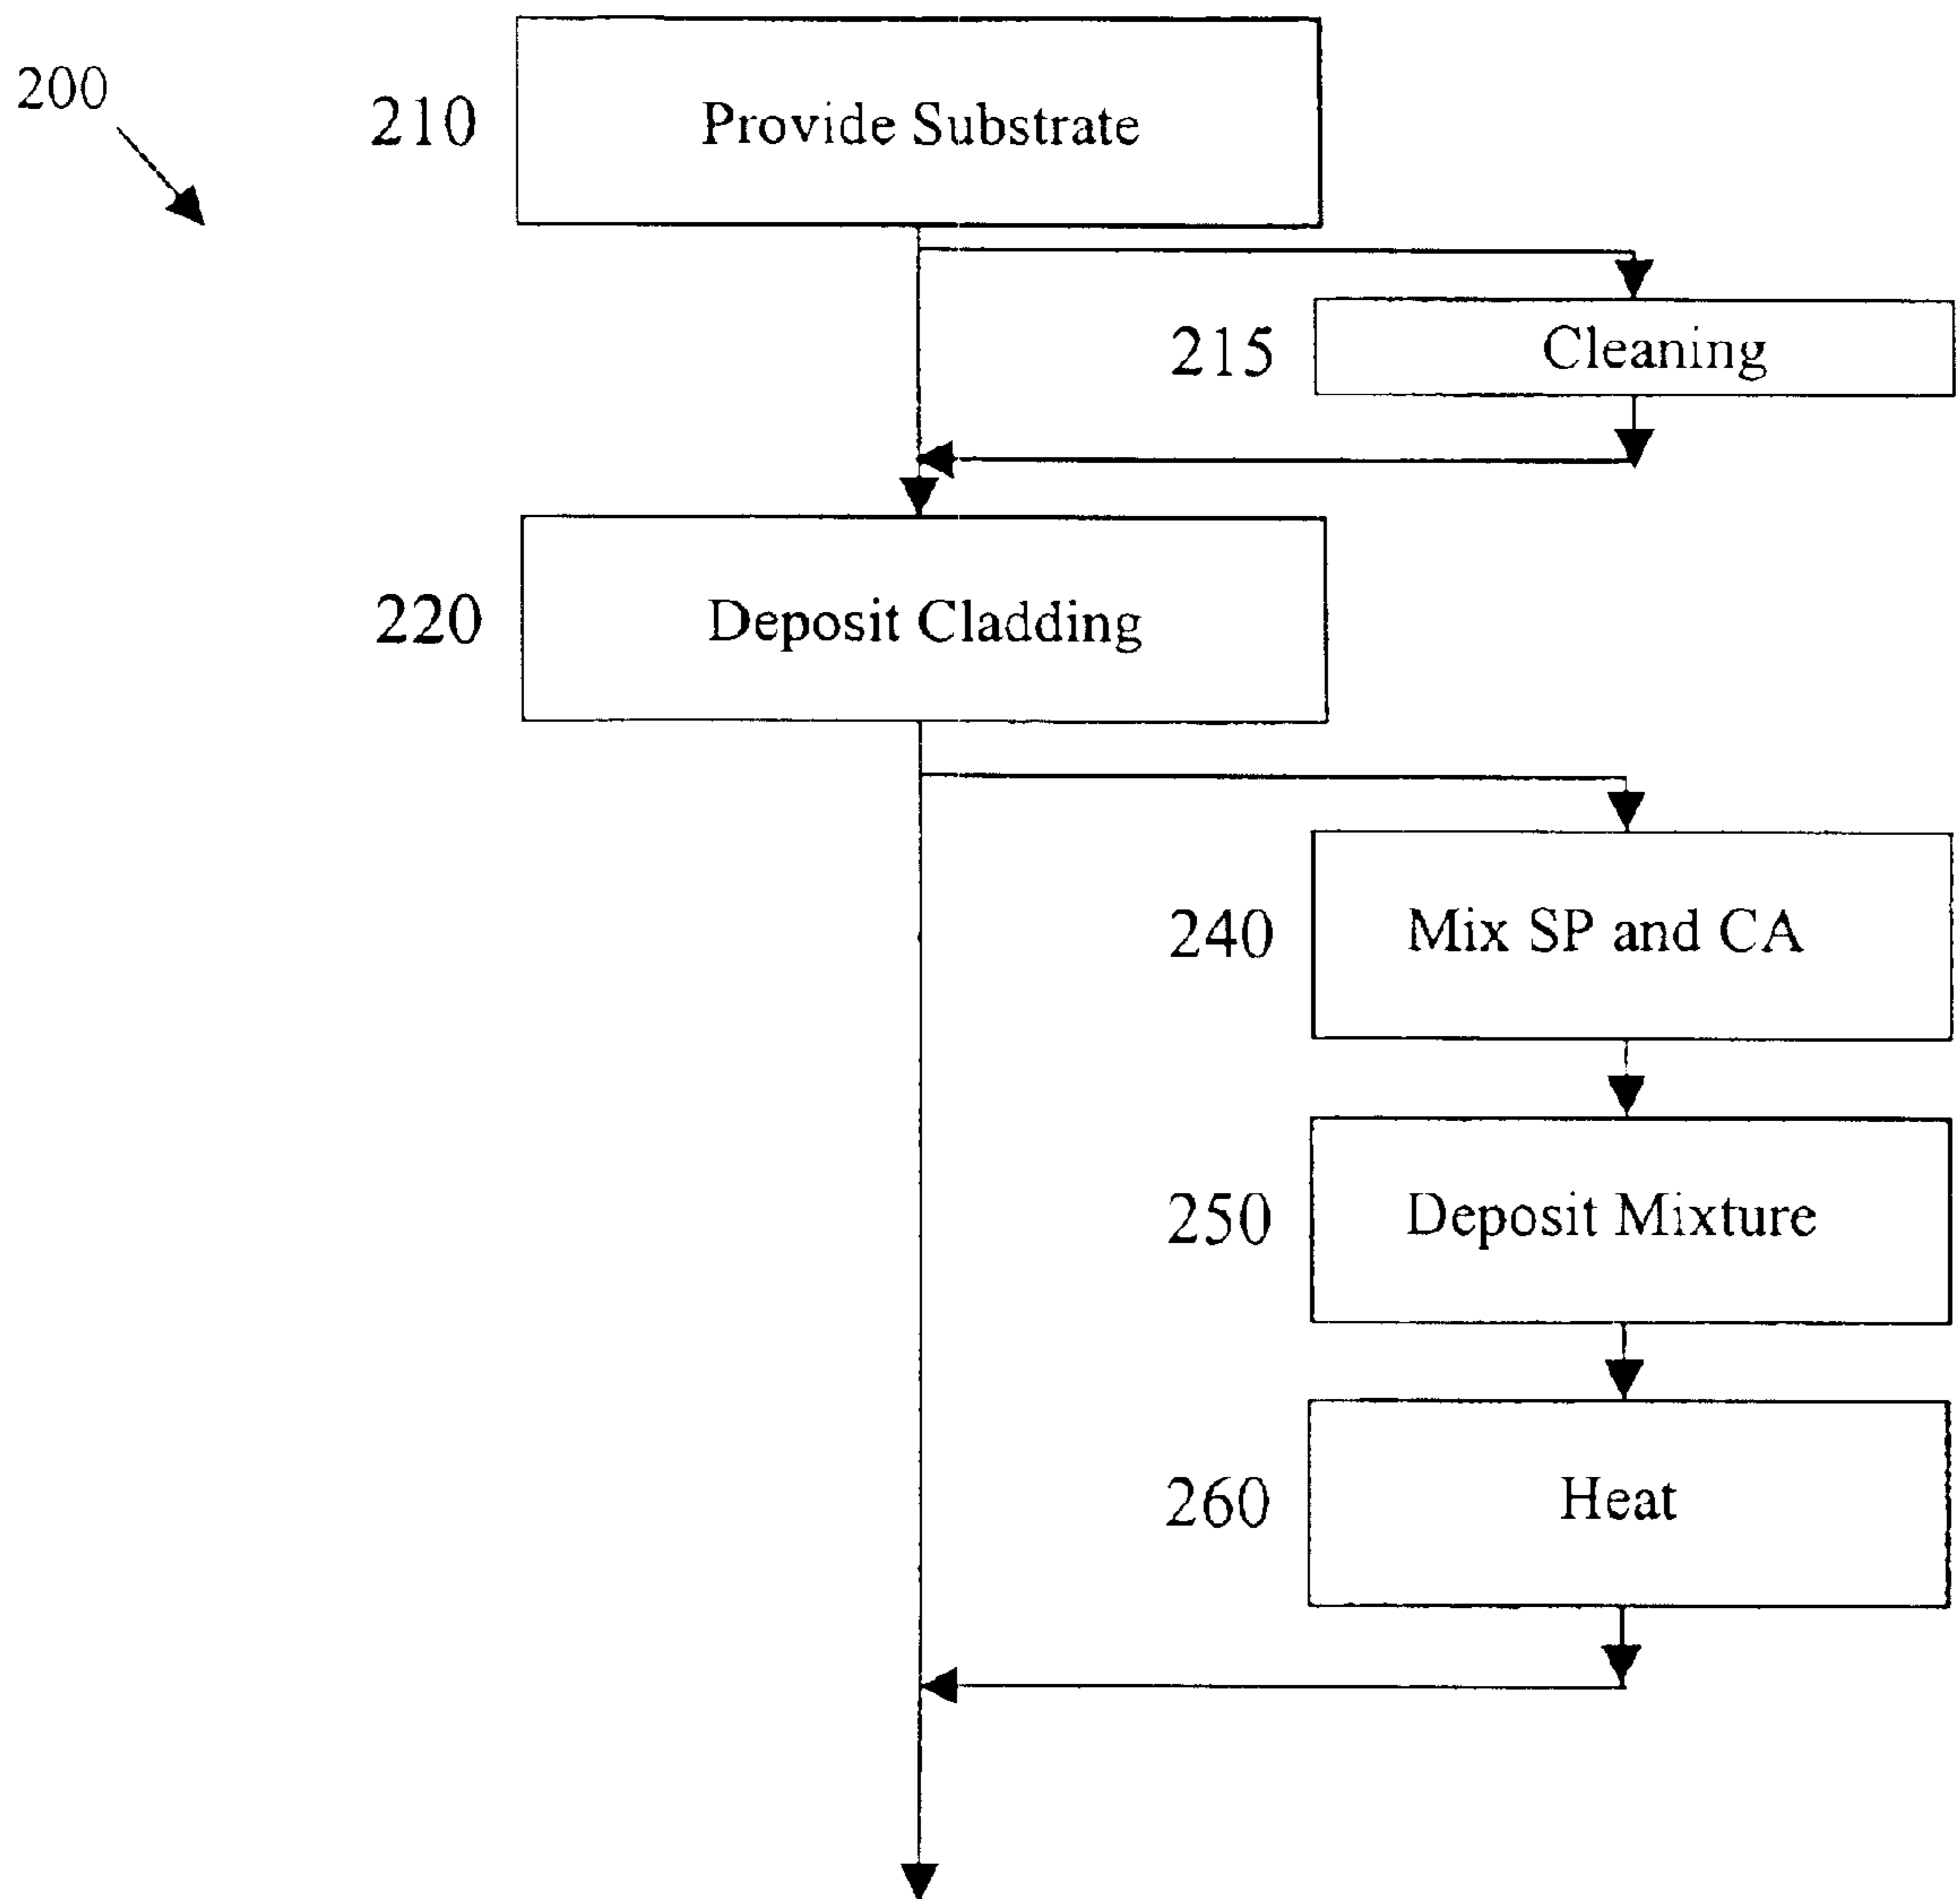 200
210 Provide Substrate
215 Cleaning
220 Deposit Cladding
240 Mix SP and CA
250 Deposit Mixture
260 Heat